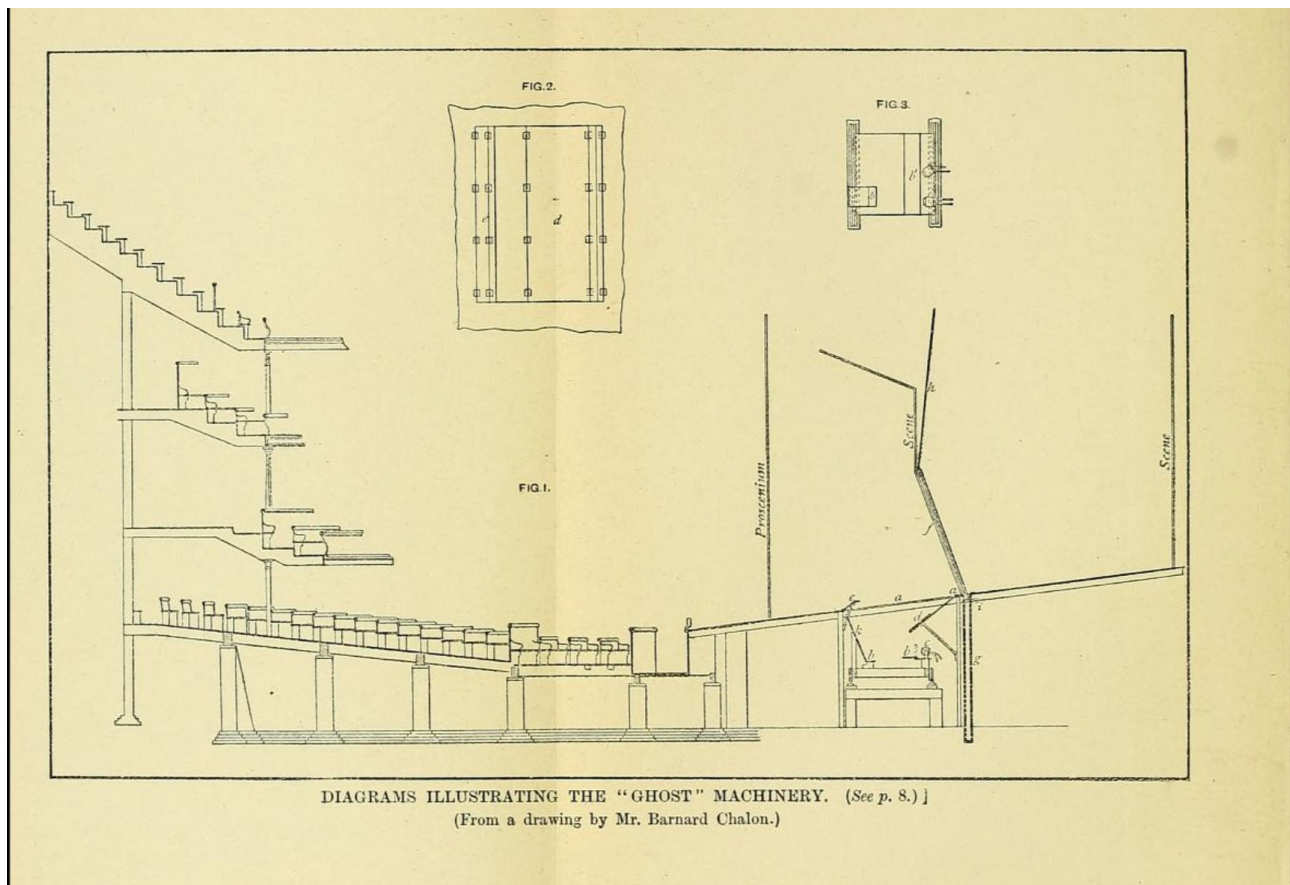 FIG.2.
FIG.3.
b'
c
d
h
Scene
Scene
FIG.1.
Proscenium
f
e
a
a
i
d
k
b
b
g
DIAGRAMS ILLUSTRATING THE “GHOST” MACHINERY. (See p. 8.) ]
(From a drawing by Mr. Barnard Chalon.)